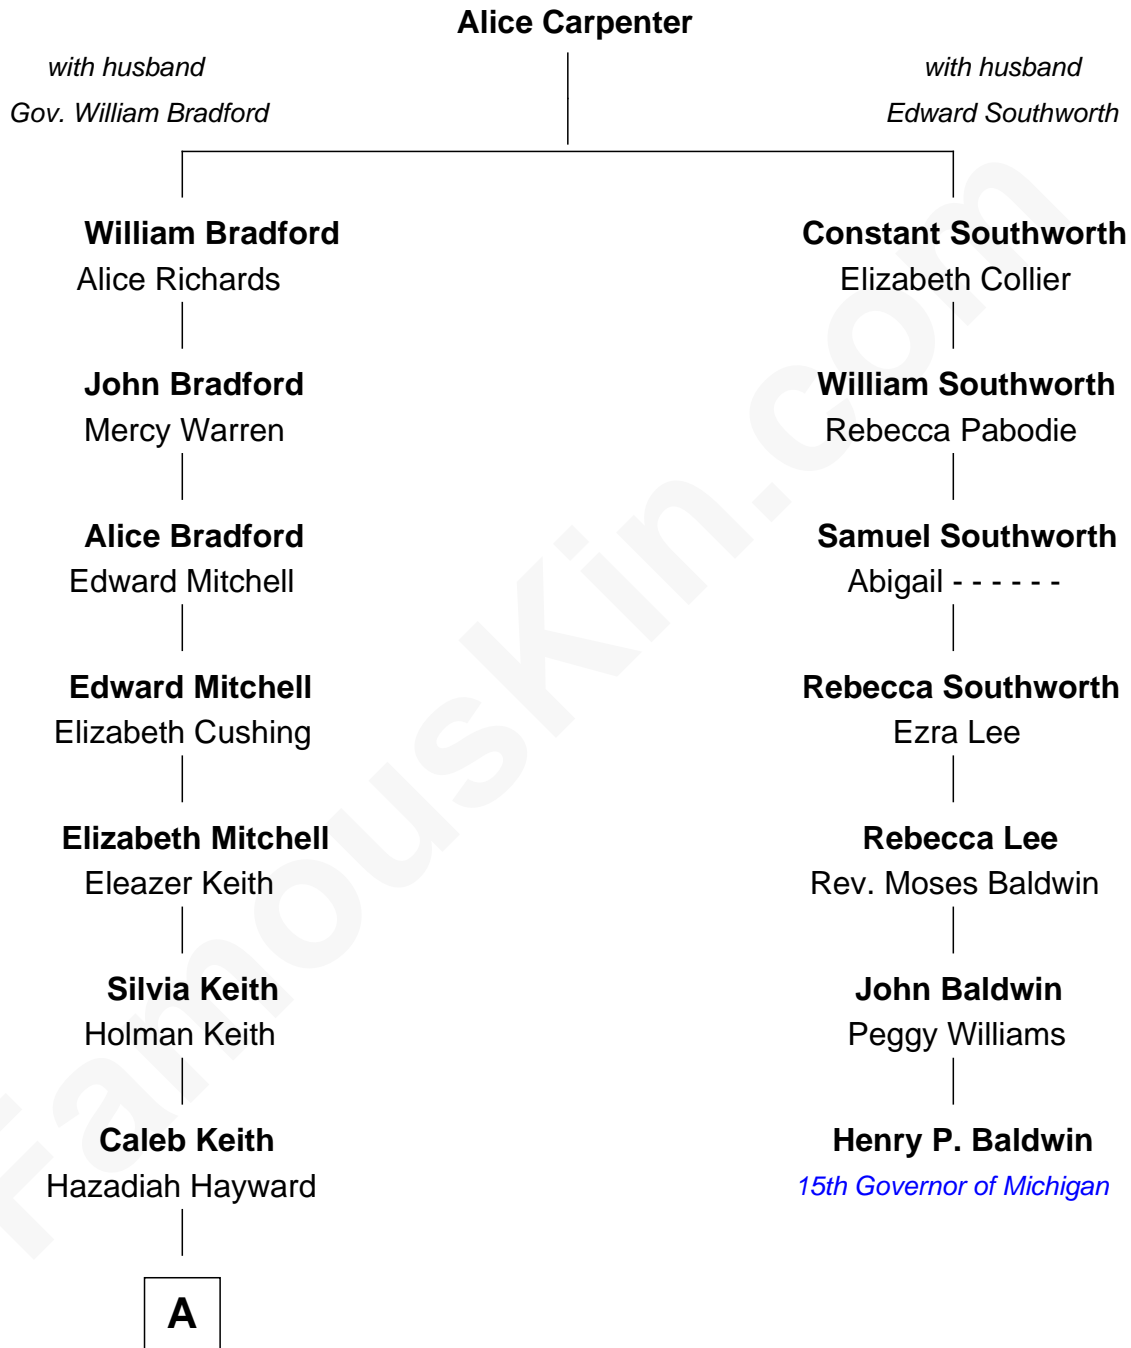 Alice Carpenter
with husband
Gov. William Bradford
with husband
Edward Southworth
William Bradford
Alice Richards
John Bradford
Mercy Warren
Alice Bradford
Edward Mitchell
Edward Mitchell
Elizabeth Cushing
Elizabeth Mitchell
Eleazer Keith
Silvia Keith
Holman Keith
Caleb Keith
Hazadiah Hayward
A
Constant Southworth
Elizabeth Collier
William Southworth
Rebecca Pabodie
Samuel Southworth
Abigail - - - - - -
Rebecca Southworth
Ezra Lee
Rebecca Lee
Rev. Moses Baldwin
John Baldwin
Peggy Williams
Henry P. Baldwin
15th Governor of Michigan
FamousKin.com